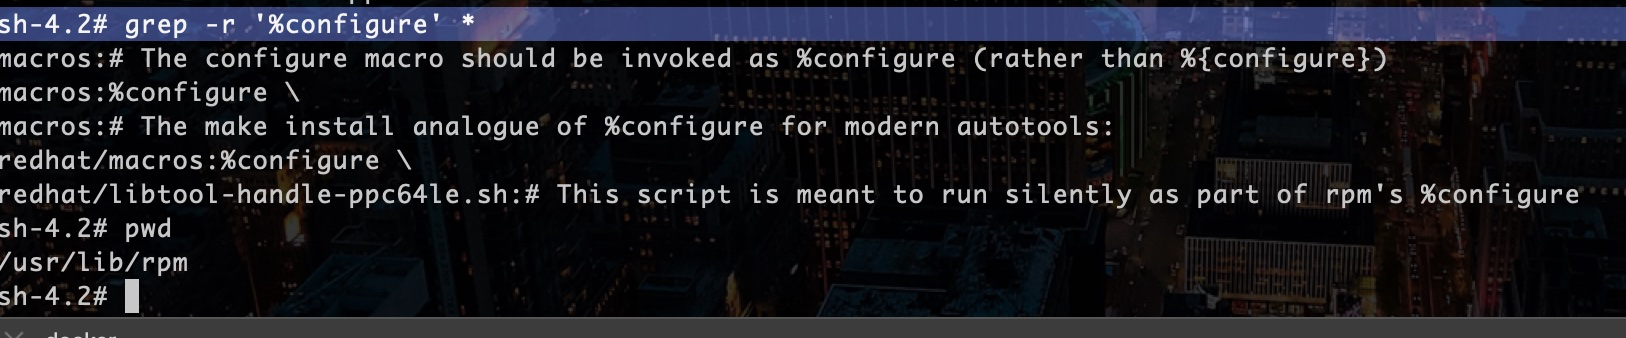 sh-4.2# grep -r '%configure' *
macros:# The configure macro should be invoked as %configure (rather than %{configure})
macros:%configure \
macros:# The make install analogue of %configure for modern autotools:
redhat/macros:%configure \
redhat/libtool-handle-ppc64le.sh:# This script is meant to run silently as part of rpm's %configure
sh-4.2# pwd
/usr/lib/rpm
sh-4.2#